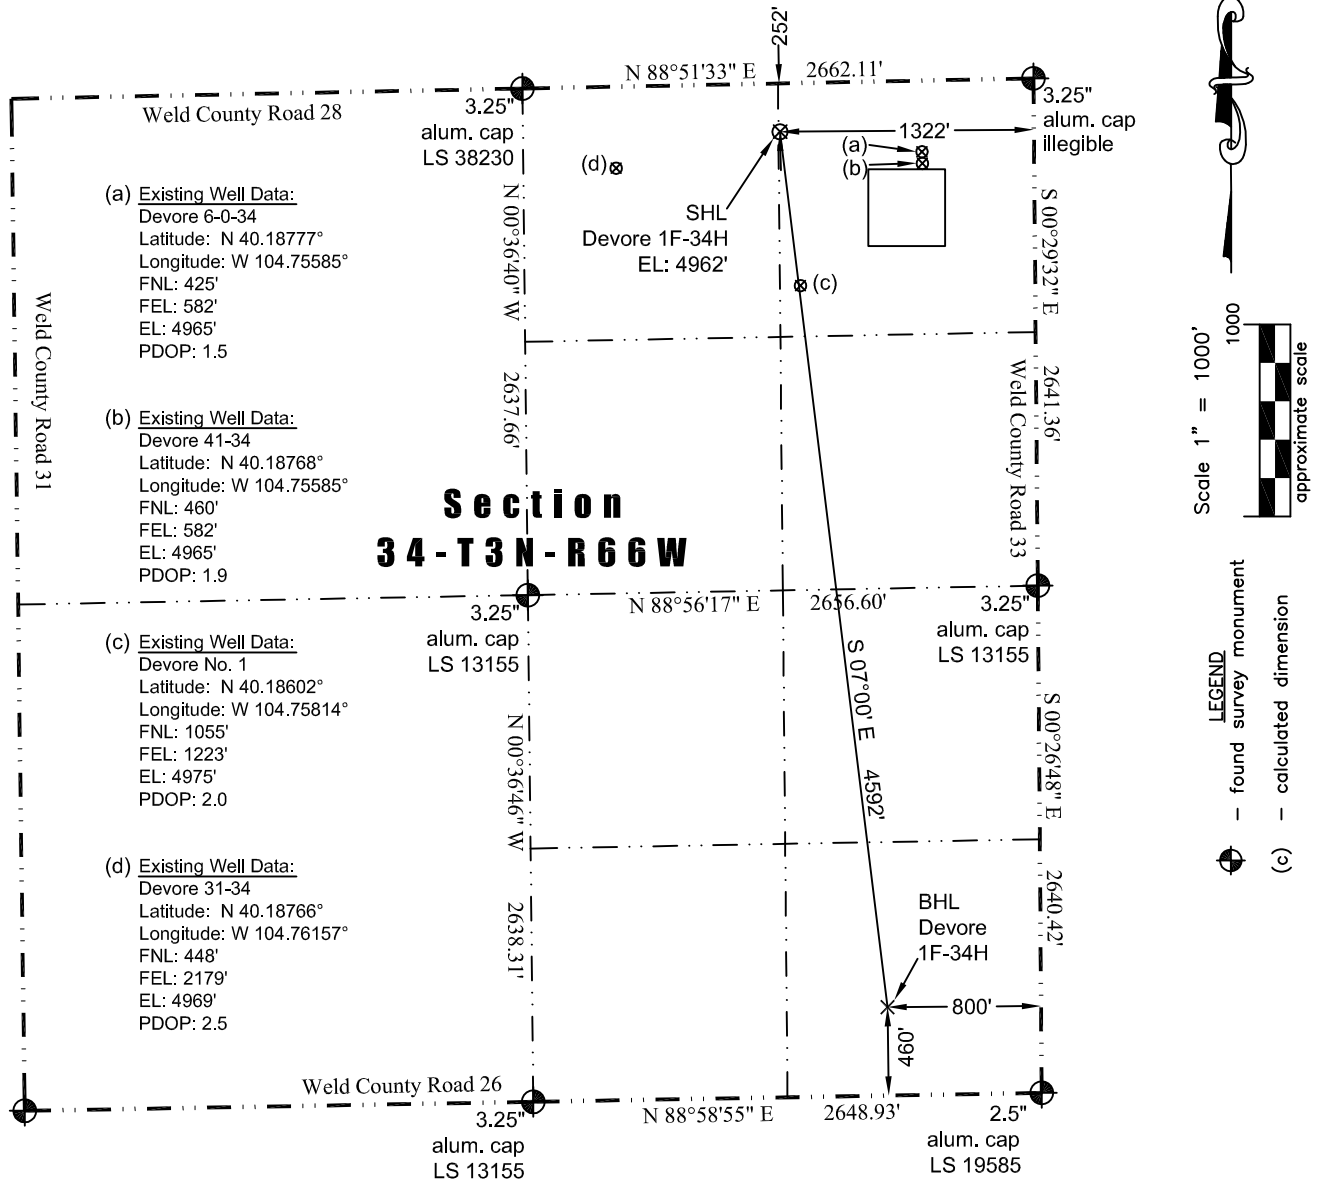 252'
N 88°51'33" E
2662.11'
Weld County Road 28
3.25"
alum. cap
LS 38230
3.25"
alum. cap
illegible
1322'
(a)
(b)
(d)
SHL
Devore 1F-34H
EL: 4962'
(c)
(a) Existing Well Data:
Devore 6-0-34
Latitude: N 40.18777°
Longitude: W 104.75585°
FNL: 425'
FEL: 582'
EL: 4965'
PDOP: 1.5
(b) Existing Well Data:
Devore 41-34
Latitude: N 40.18768°
Longitude: W 104.75585°
FNL: 460'
FEL: 582'
EL: 4965'
PDOP: 1.9
(c) Existing Well Data:
Devore No. 1
Latitude: N 40.18602°
Longitude: W 104.75814°
FNL: 1055'
FEL: 1223'
EL: 4975'
PDOP: 2.0
(d) Existing Well Data:
Devore 31-34
Latitude: N 40.18766°
Longitude: W 104.76157°
FNL: 448'
FEL: 2179'
EL: 4969'
PDOP: 2.5
Weld County Road 31
N 00°36'40" W
2637.66'
S 00°29'32" E
2641.36'
Weld County Road 33
Section
34-T3N-R66W
N 88°56'17" E
2656.60'
3.25"
alum. cap
LS 13155
3.25"
alum. cap
LS 13155
S 07°00' E
4592'
N 00°36'46" W
2638.31'
S 00°26'48" E
2640.42'
BHL
Devore
1F-34H
800'
460'
Weld County Road 26
N 88°58'55" E
2648.93'
3.25"
alum. cap
LS 13155
2.5"
alum. cap
LS 19585
Scale 1" = 1000'
1000
approximate scale
LEGEND
- found survey monument
(c) - calculated dimension